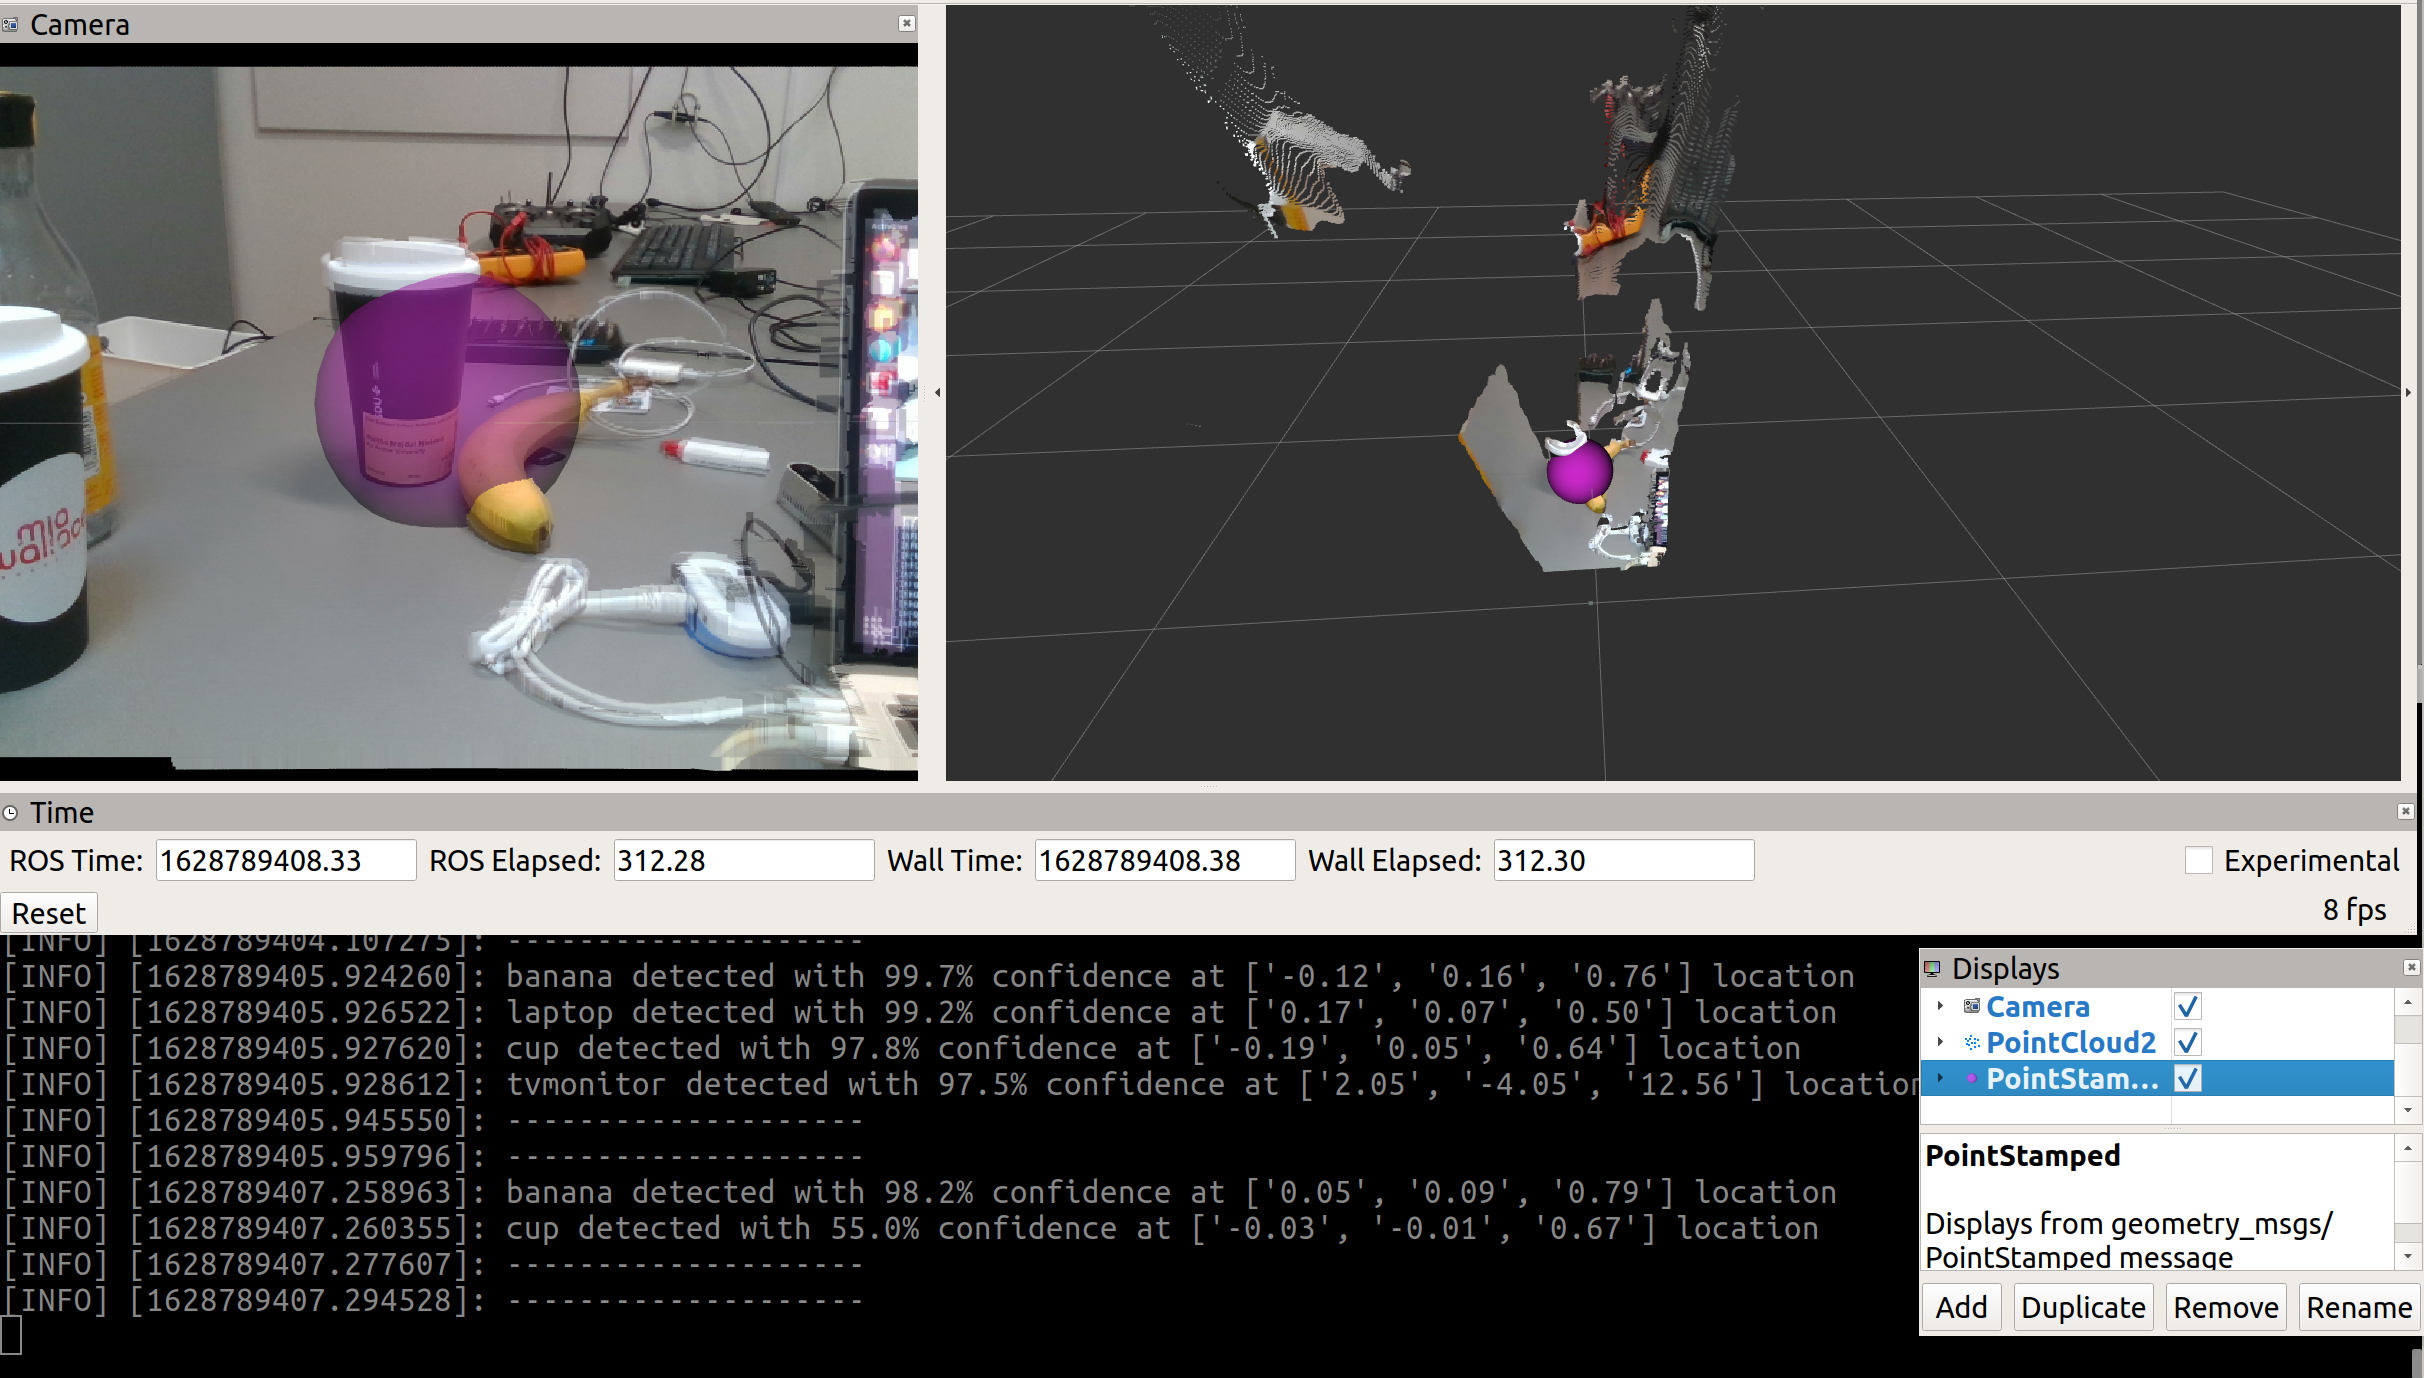 Camera
mio
Time
ROS Time: 1628789408.33 ROS Elapsed: 312.28 Wall Time: 1628789408.38 Wall Elapsed: 312.30 Experimental
Reset 8 fps
[INFO] [1628789404.107275]: --------------------
[INFO] [1628789405.924260]: banana detected with 99.7% confidence at ['-0.12', '0.16', '0.76'] location
[INFO] [1628789405.926522]: laptop detected with 99.2% confidence at ['0.17', '0.07', '0.50'] location
[INFO] [1628789405.927620]: cup detected with 97.8% confidence at ['-0.19', '0.05', '0.64'] location
[INFO] [1628789405.928612]: tvmonitor detected with 97.5% confidence at ['2.05', '-4.05', '12.56'] location
[INFO] [1628789405.945550]: --------------------
[INFO] [1628789405.959796]: --------------------
[INFO] [1628789407.258963]: banana detected with 98.2% confidence at ['0.05', '0.09', '0.79'] location
[INFO] [1628789407.260355]: cup detected with 55.0% confidence at ['-0.03', '-0.01', '0.67'] location
[INFO] [1628789407.277607]: --------------------
[INFO] [1628789407.294528]: --------------------
Displays
Camera
PointCloud2
PointStam...
PointStamped
Displays from geometry_msgs/
PointStamped message
Add Duplicate Remove Rename